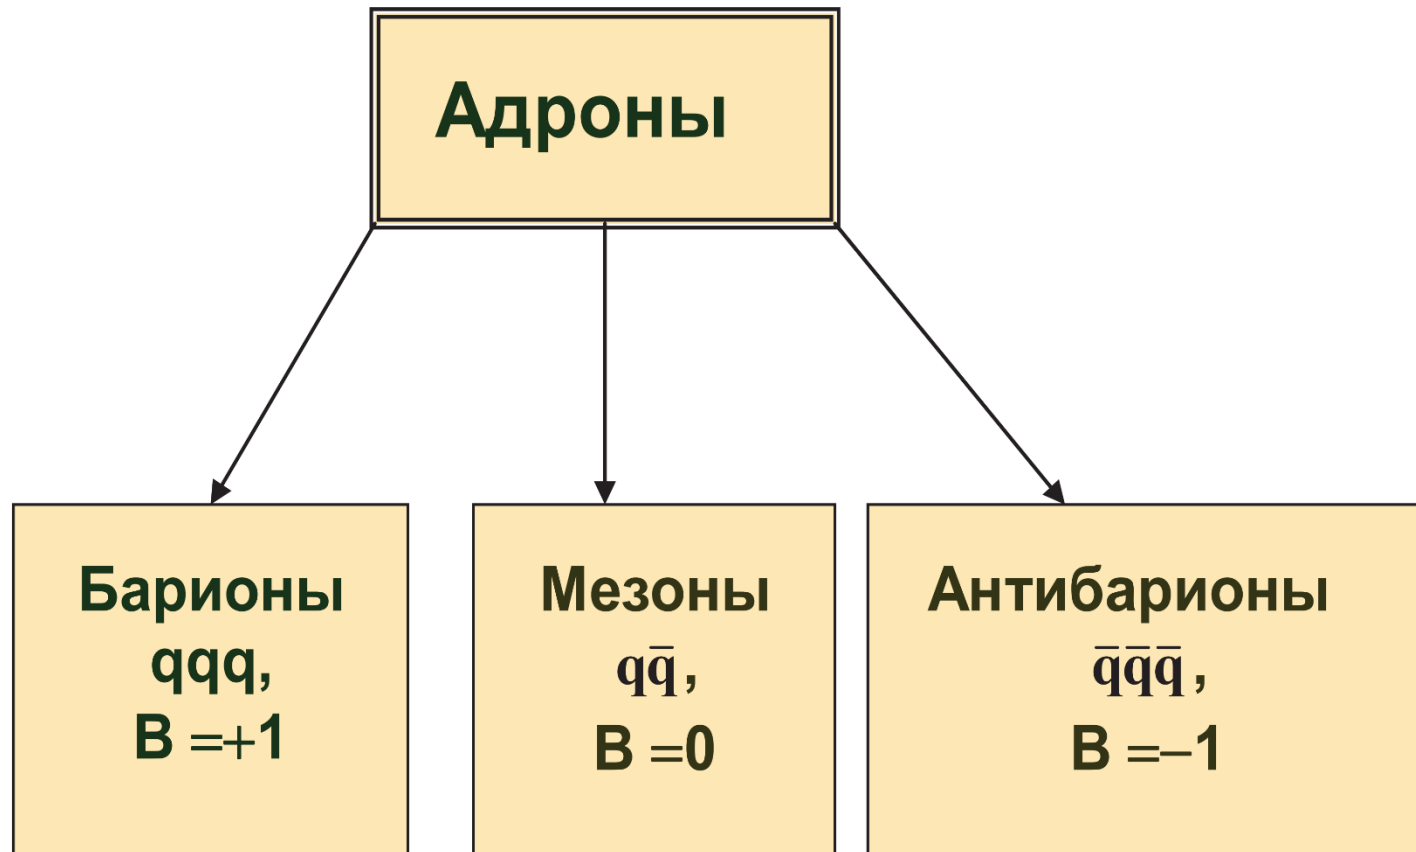 Адроны
Барионы
qqq,
B =+1
Мезоны
qq̅,
B =0
Антибарионы
q̅q̅q̅,
B =–1